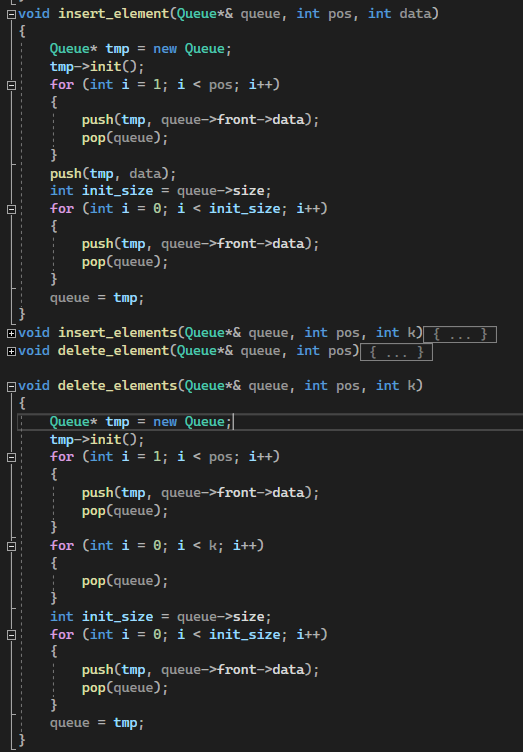 void insert_element(Queue*& queue, int pos, int data)
{
    Queue* tmp = new Queue;
    tmp->init();
    for (int i = 1; i < pos; i++)
    {
        push(tmp, queue->front->data);
        pop(queue);
    }
    push(tmp, data);
    int init_size = queue->size;
    for (int i = 0; i < init_size; i++)
    {
        push(tmp, queue->front->data);
        pop(queue);
    }
    queue = tmp;
}
void insert_elements(Queue*& queue, int pos, int k){ ... }
void delete_element(Queue*& queue, int pos){ ... }
void delete_elements(Queue*& queue, int pos, int k)
{
    Queue* tmp = new Queue;
    tmp->init();
    for (int i = 1; i < pos; i++)
    {
        push(tmp, queue->front->data);
        pop(queue);
    }
    for (int i = 0; i < k; i++)
    {
        pop(queue);
    }
    int init_size = queue->size;
    for (int i = 0; i < init_size; i++)
    {
        push(tmp, queue->front->data);
        pop(queue);
    }
    queue = tmp;
}